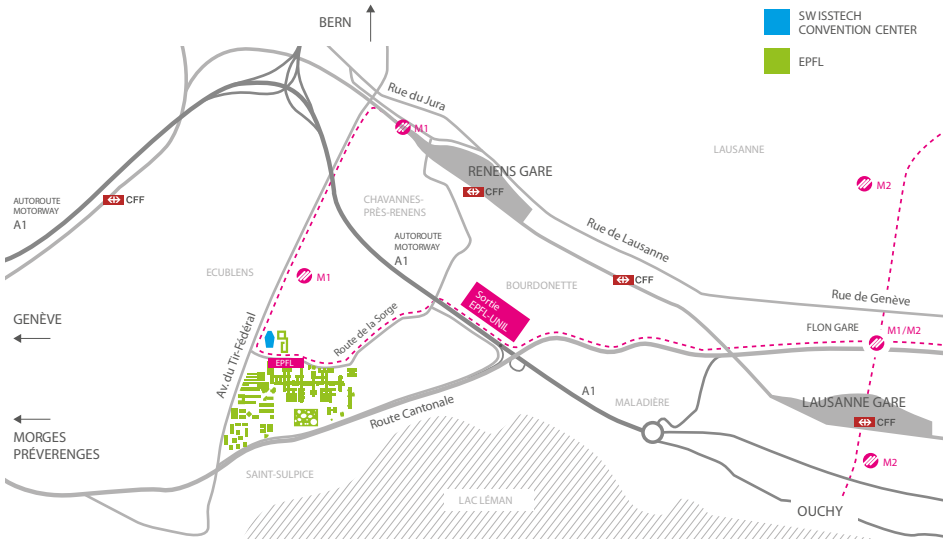 BERN
SWISSTECH
CONVENTION CENTER
EPFL
Rue du Jura
M1
LAUSANNE
RENENS GARE
M2
CFF
CFF
AUTOROUTE
MOTORWAY
A1
CHAVANNES-
PRÈS-RENENS
AUTOROUTE
MOTORWAY
A1
Rue de Lausanne
ECUBLENS
M1
BOURDONETTE
CFF
Rue de Genève
Sortie
EPFL-UNIL
GENÈVE
Av. du Tir-Fédéral
Route de la Sorge
FLON GARE
M1/M2
EPFL
A1
MALADIÈRE
LAUSANNE GARE
Route Cantonale
CFF
MORGES
PRÉVERENGES
M2
SAINT-SULPICE
LAC LÉMAN
OUCHY